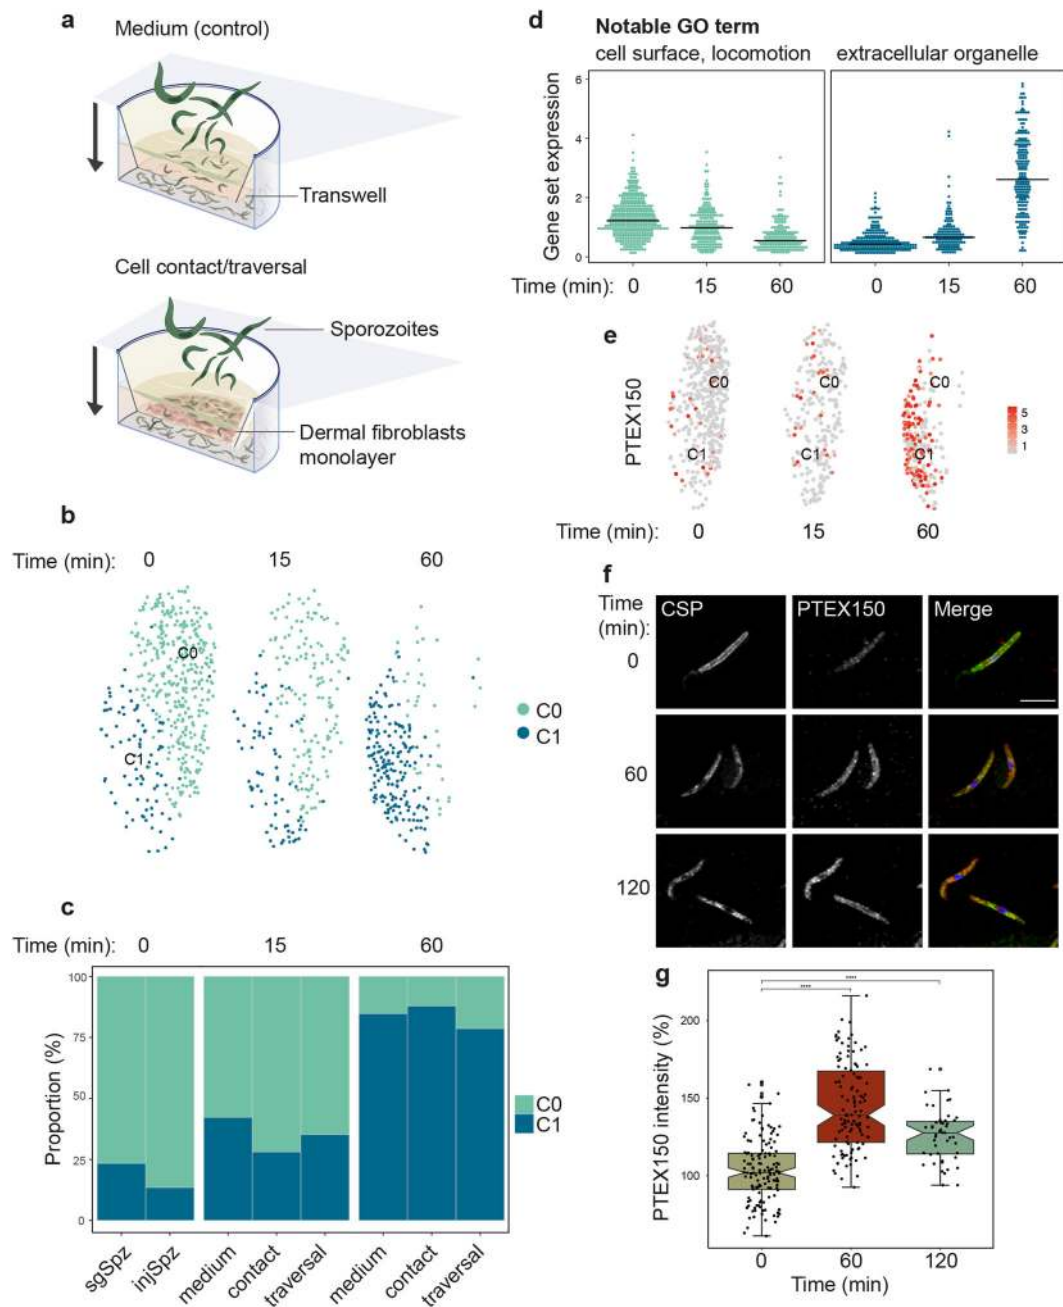 a
Medium (control)
Transwell
Cell contact/traversal
Sporozoites
Dermal fibroblasts
monolayer
b
Time (min): 0 15 60
C0
C1
C0
C1
c
Time (min): 0 15 60
Proportion (%)
100
75
50
25
0
C0
C1
sgSpz injSpz medium contact traversal medium contact traversal
d
Notable GO term
cell surface, locomotion extracellular organelle
Gene set expression
6
4
2
0
Time (min): 0 15 60 0 15 60
e
PTEX150
C0 C0 C0
C1 C1 C1
5
3
1
Time (min): 0 15 60
f
Time
(min):
CSP PTEX150 Merge
0
60
120
g
**** ****
PTEX150 intensity (%)
200
150
100
0 60 120
Time (min)